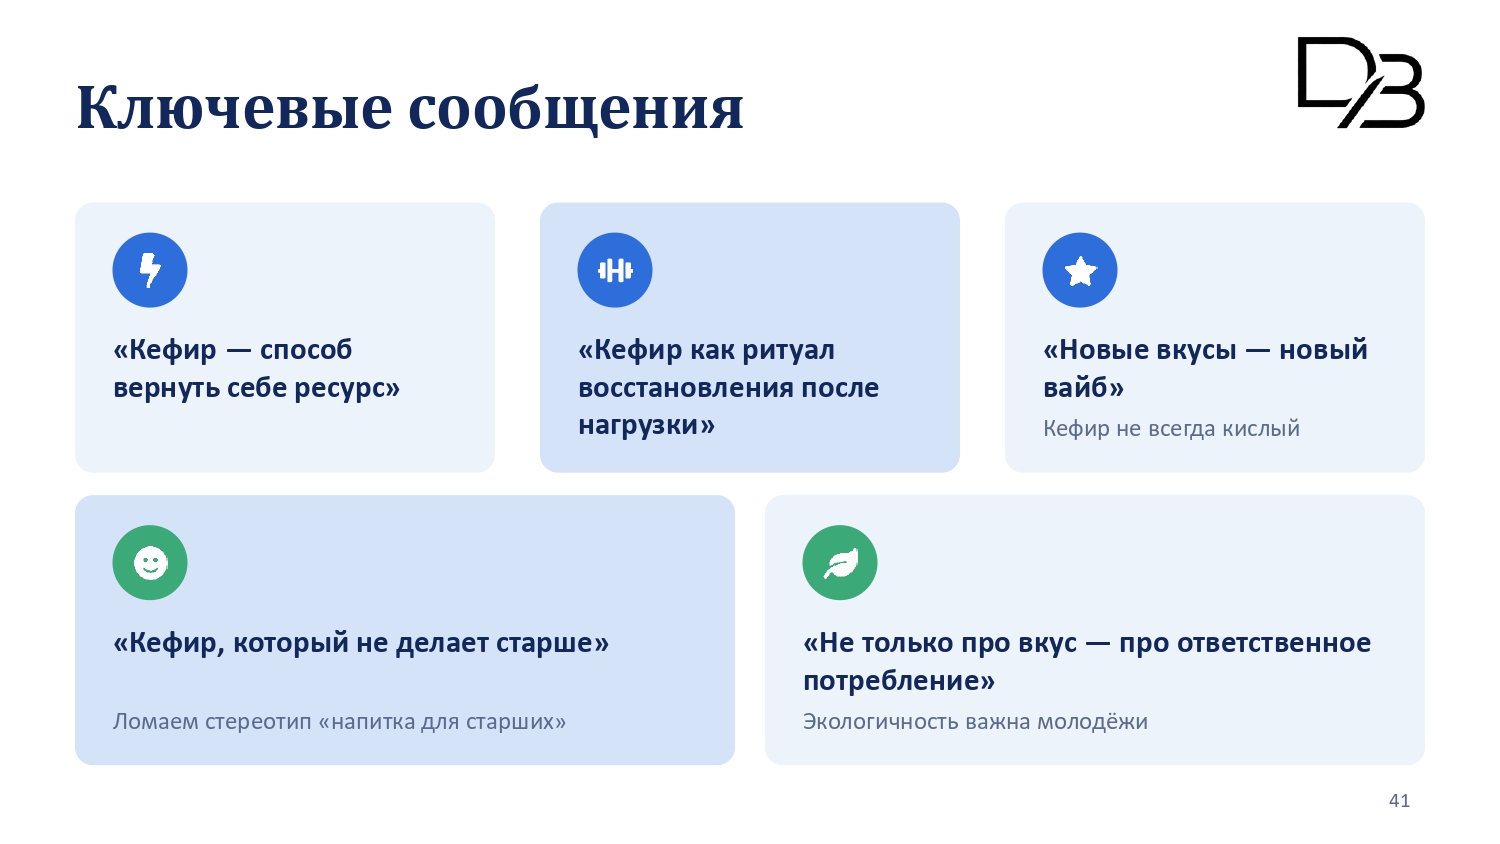 Ключевые сообщения
DB
«Кефир — способ
вернуть себе ресурс»
«Кефир как ритуал
восстановления после
нагрузки»
«Новые вкусы — новый
вайб»
Кефир не всегда кислый
«Кефир, который не делает старше»
Ломаем стереотип «напитка для старших»
«Не только про вкус — про ответственное
потребление»
Экологичность важна молодёжи
41